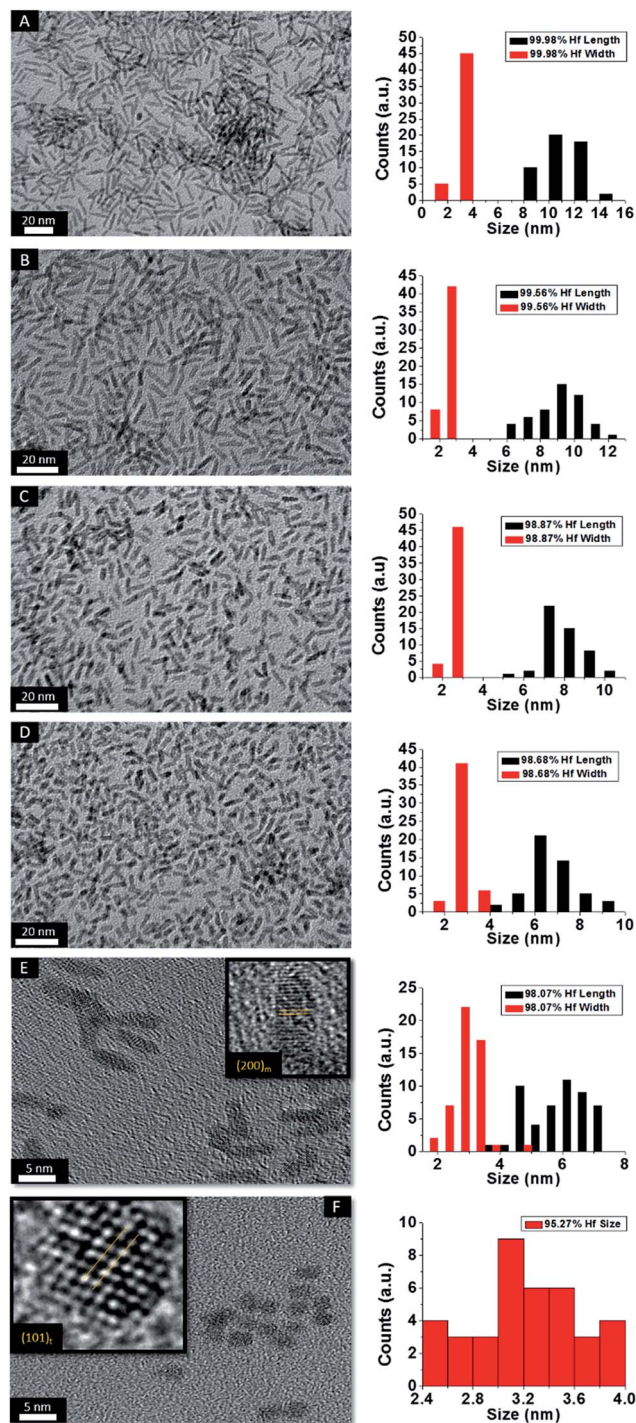 A
20 nm
50
45
40
35
30
25
20
15
10
5
0
Counts (a.u.)
99.98% Hf Length
99.98% Hf Width
0 2 4 6 8 10 12 14 16
Size (nm)
B
20 nm
45
40
35
30
25
20
15
10
5
0
Counts (a.u.)
99.56% Hf Length
99.56% Hf Width
2 4 6 8 10 12
Size (nm)
C
20 nm
50
45
40
35
30
25
20
15
10
5
0
Counts (a.u)
98.87% Hf Length
98.87% Hf Width
2 4 6 8 10
Size (nm)
D
20 nm
45
40
35
30
25
20
15
10
5
0
Counts (a.u.)
98.68% Hf Length
98.68% Hf Width
2 4 6 8 10
Size (nm)
E
(200)m
5 nm
25
20
15
10
5
0
Counts (a.u.)
98.07% Hf Length
98.07% Hf Width
2 4 6 8
Size (nm)
F
(101)t
5 nm
10
8
6
4
2
0
Counts (a.u.)
95.27% Hf Size
2.4 2.8 3.2 3.6 4.0
Size (nm)